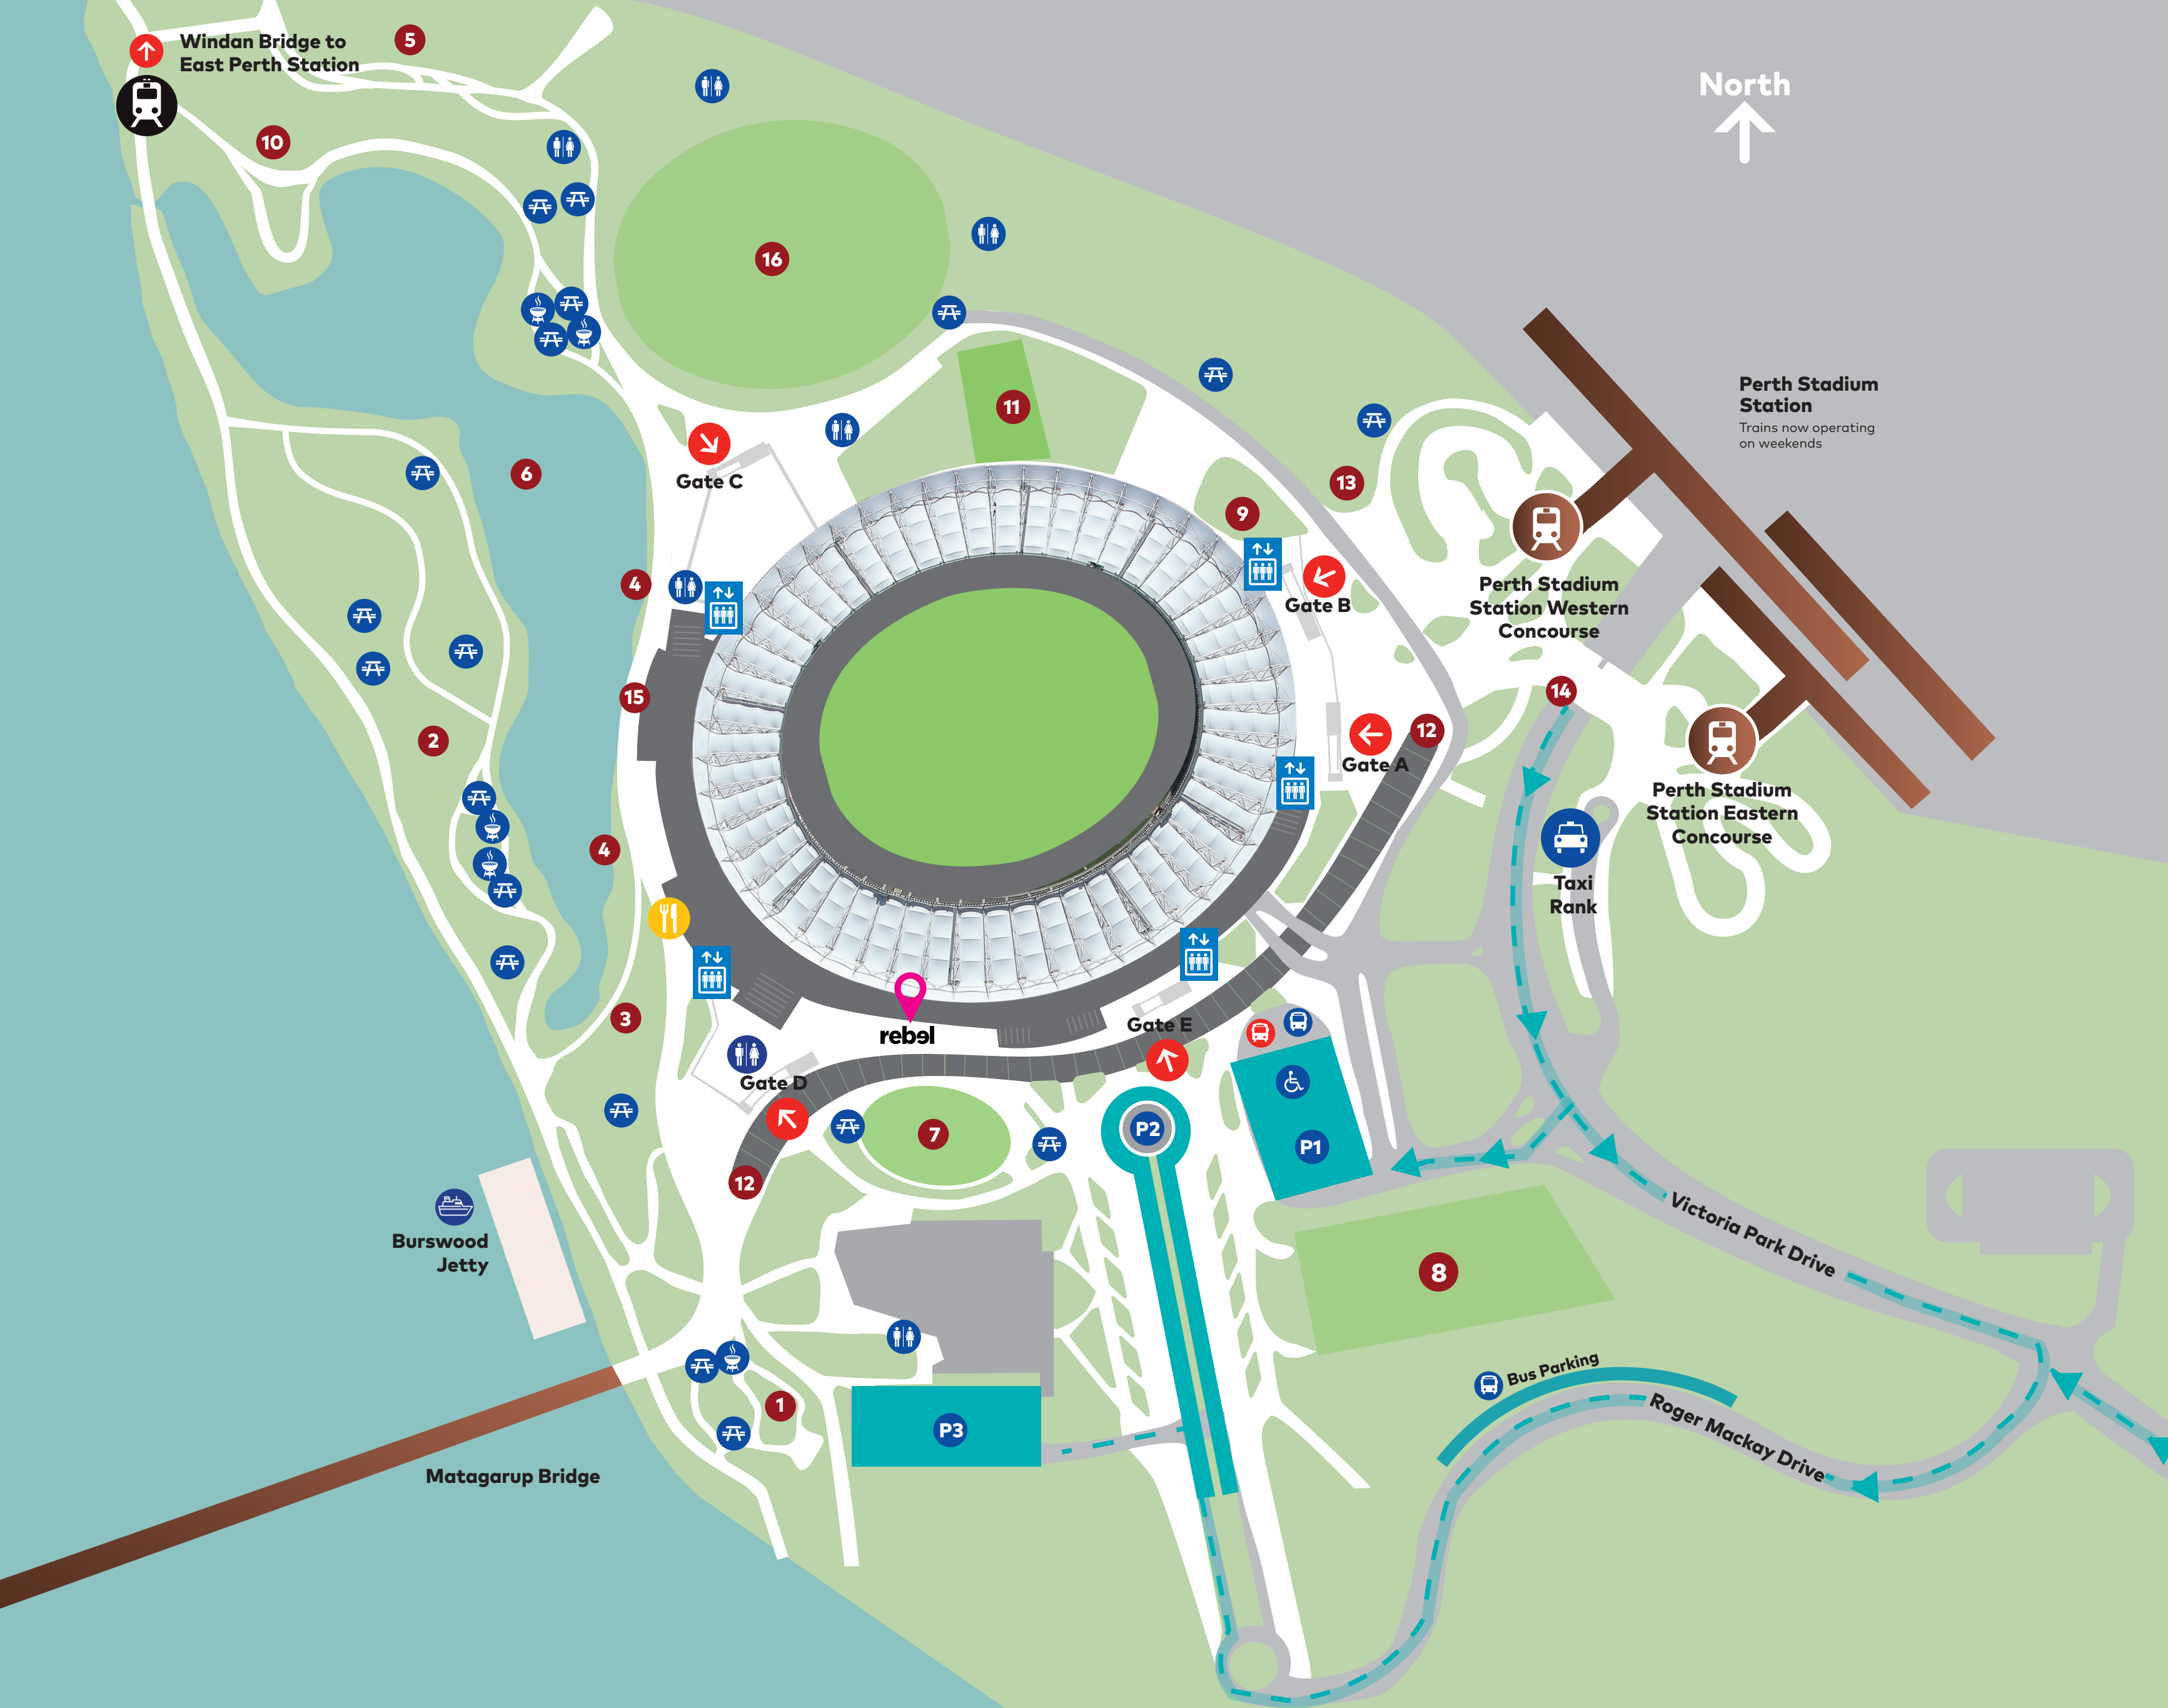 Windan Bridge to
East Perth Station
5
10
North
16
Perth Stadium
Station
Trains now operating
on weekends
11
Gate C
6
13
9
Gate B
Perth Stadium
Station Western
Concourse
4
15
14
2
12
Gate A
Perth Stadium
Station Eastern
Concourse
4
Taxi
Rank
3
rebel
Gate E
Gate D
P2
P1
7
12
Burswood
Jetty
Victoria Park Drive
8
Bus Parking
Roger Mackay Drive
1
P3
Matagarup Bridge